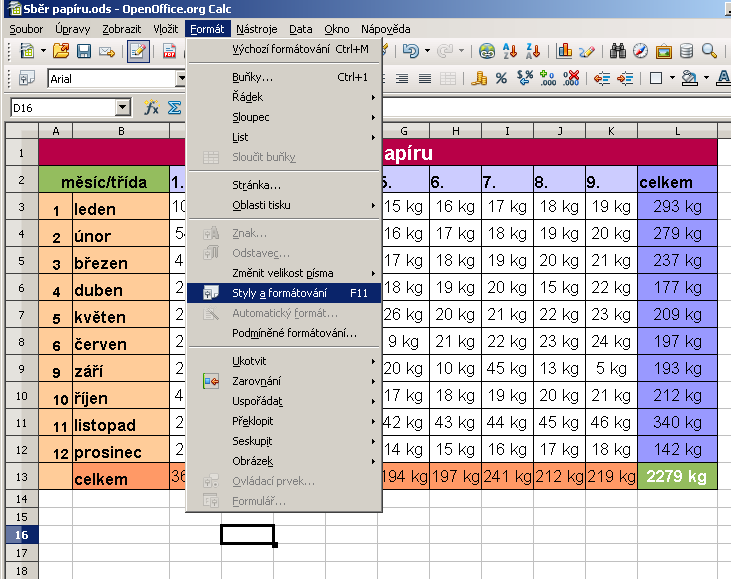 Sběr papíru.ods - OpenOffice.org Calc
Soubor Úpravy Zobrazit Vložit Formát Nástroje Data Okno Nápověda
Arial
D16
Výchozí formátování Ctrl+M
Buňky... Ctrl+1
Řádek
Sloupec
List
Sloučit buňky
Stránka...
Oblasti tisku
Znak...
Odstavec...
Změnit velikost písma
Styly a formátování F11
Automatický formát...
Podmíněné formátování...
Ukotvit
Zarovnání
Uspořádat
Překlopit
Seskupit
Obrázek
Ovládací prvek...
Formulář...
A B G H I J K L
1 apíru
2 měsíc/třída 1. 5. 6. 7. 8. 9. celkem
3 1 leden 10 15 kg 16 kg 17 kg 18 kg 19 kg 293 kg
4 2 únor 54 16 kg 17 kg 18 kg 19 kg 20 kg 279 kg
5 3 březen 4 17 kg 18 kg 19 kg 20 kg 21 kg 237 kg
6 4 duben 2 18 kg 19 kg 20 kg 15 kg 22 kg 177 kg
7 5 květen 2 26 kg 20 kg 21 kg 22 kg 23 kg 209 kg
8 6 červen 2 9 kg 21 kg 22 kg 23 kg 24 kg 197 kg
9 9 září 2 20 kg 10 kg 45 kg 13 kg 5 kg 193 kg
10 10 říjen 4 17 kg 18 kg 19 kg 20 kg 21 kg 212 kg
11 11 listopad 2 42 kg 43 kg 44 kg 45 kg 46 kg 340 kg
12 12 prosinec 2 14 kg 15 kg 16 kg 17 kg 18 kg 142 kg
13 celkem 36 194 kg 197 kg 241 kg 212 kg 219 kg 2279 kg
14
15
16
17
18